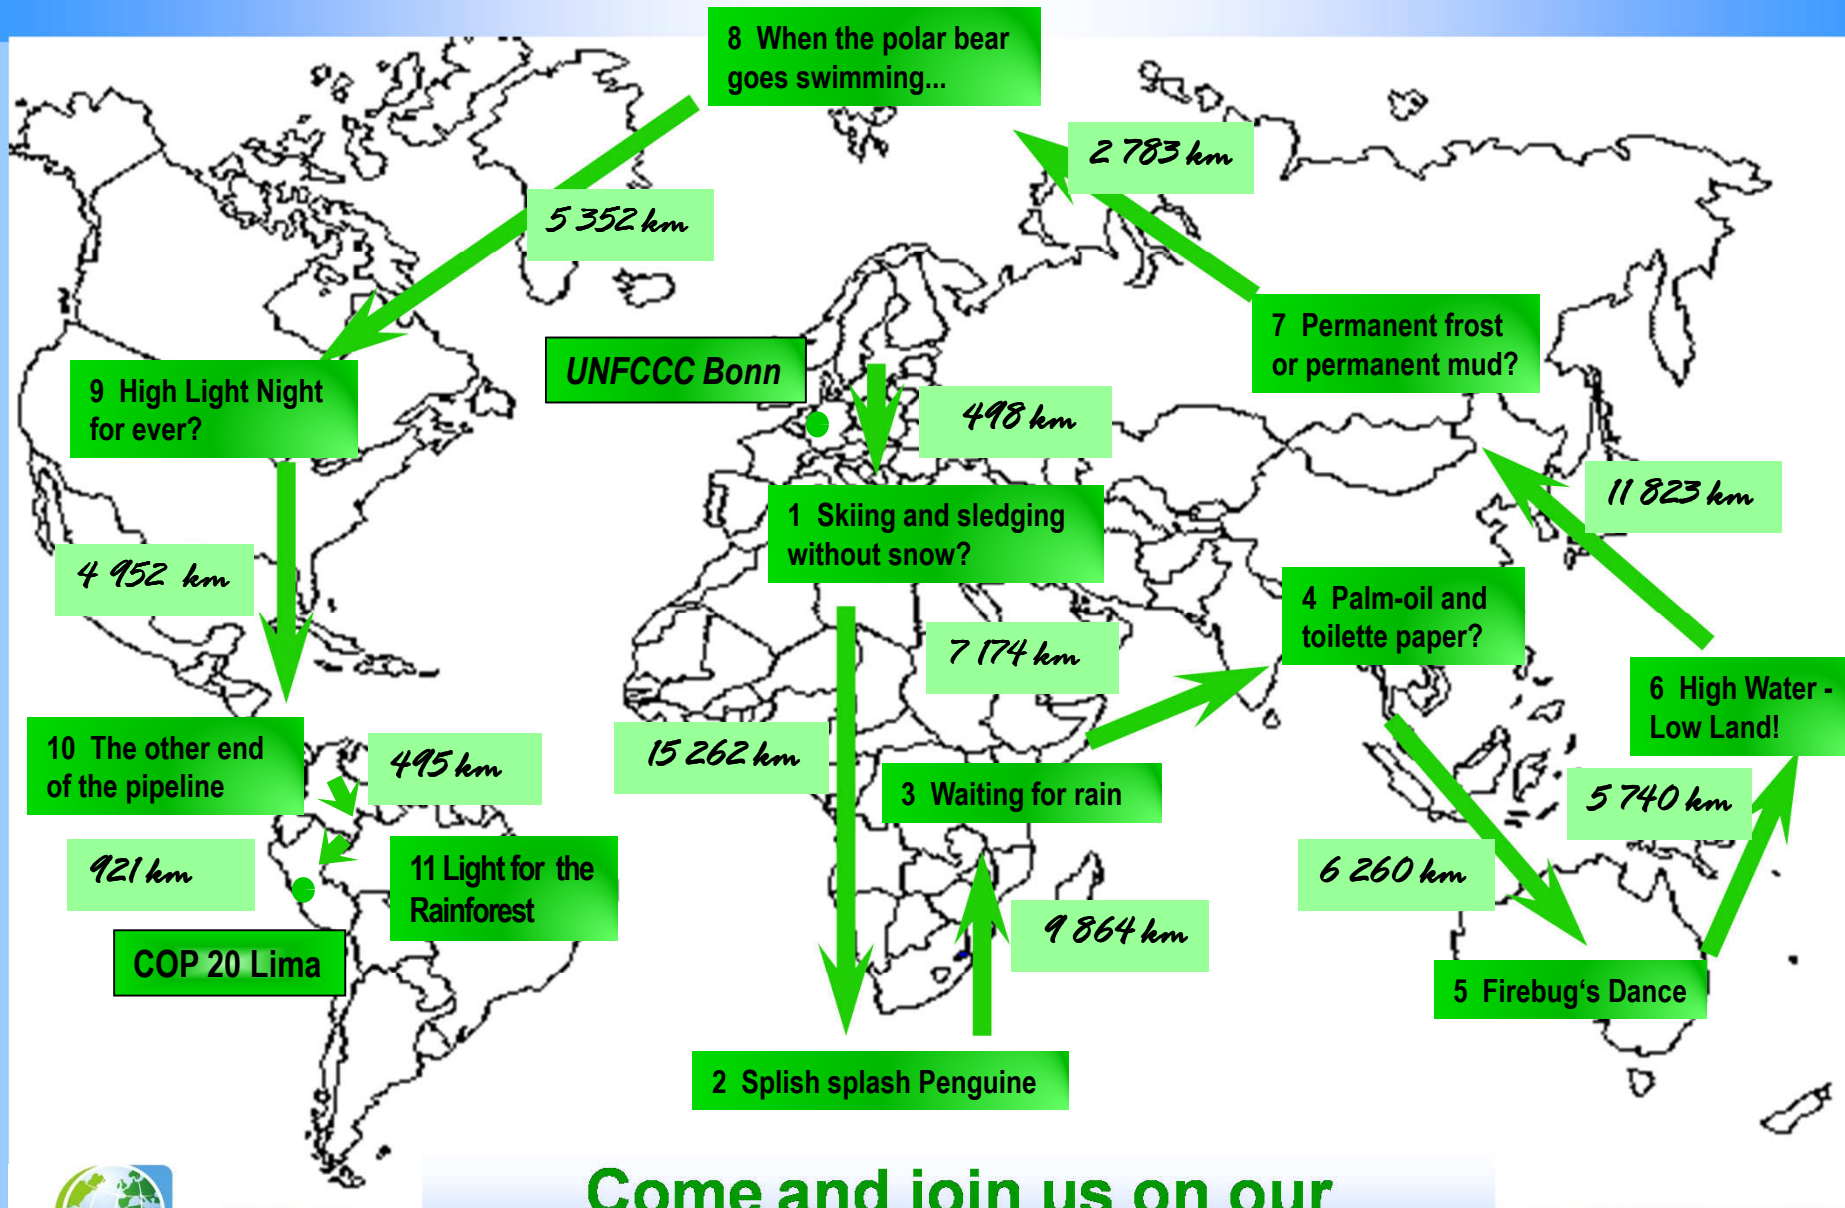 8 When the polar bear
goes swimming...
2 783 km
5 352 km
7 Permanent frost
or permanent mud?
UNFCCC Bonn
9 High Light Night
for ever?
498 km
11 823 km
1 Skiing and sledging
without snow?
4 952 km
4 Palm-oil and
toilette paper?
7 174 km
6 High Water -
Low Land!
10 The other end
of the pipeline
495 km
15 262 km
3 Waiting for rain
5 740 km
921 km
11 Light for the
Rainforest
6 260 km
9 864 km
COP 20 Lima
5 Firebug‘s Dance
2 Splish splash Penguine
Come and join us on our